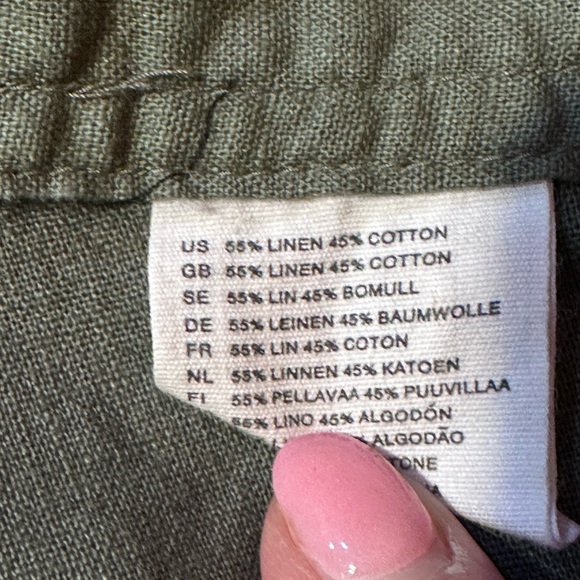 US 55% LINEN 45% COTTON
GB 55% LINEN 45% COTTON
SE 55% LIN 45% BOMULL
DE 55% LEINEN 45% BAUMWOLLE
FR 55% LIN 45% COTON
NL 55% LINNEN 45% KATOEN
FI 55% PELLAVAA 45% PUUVILLAA
55% LINO 45% ALGODÓN
ALGODÃO